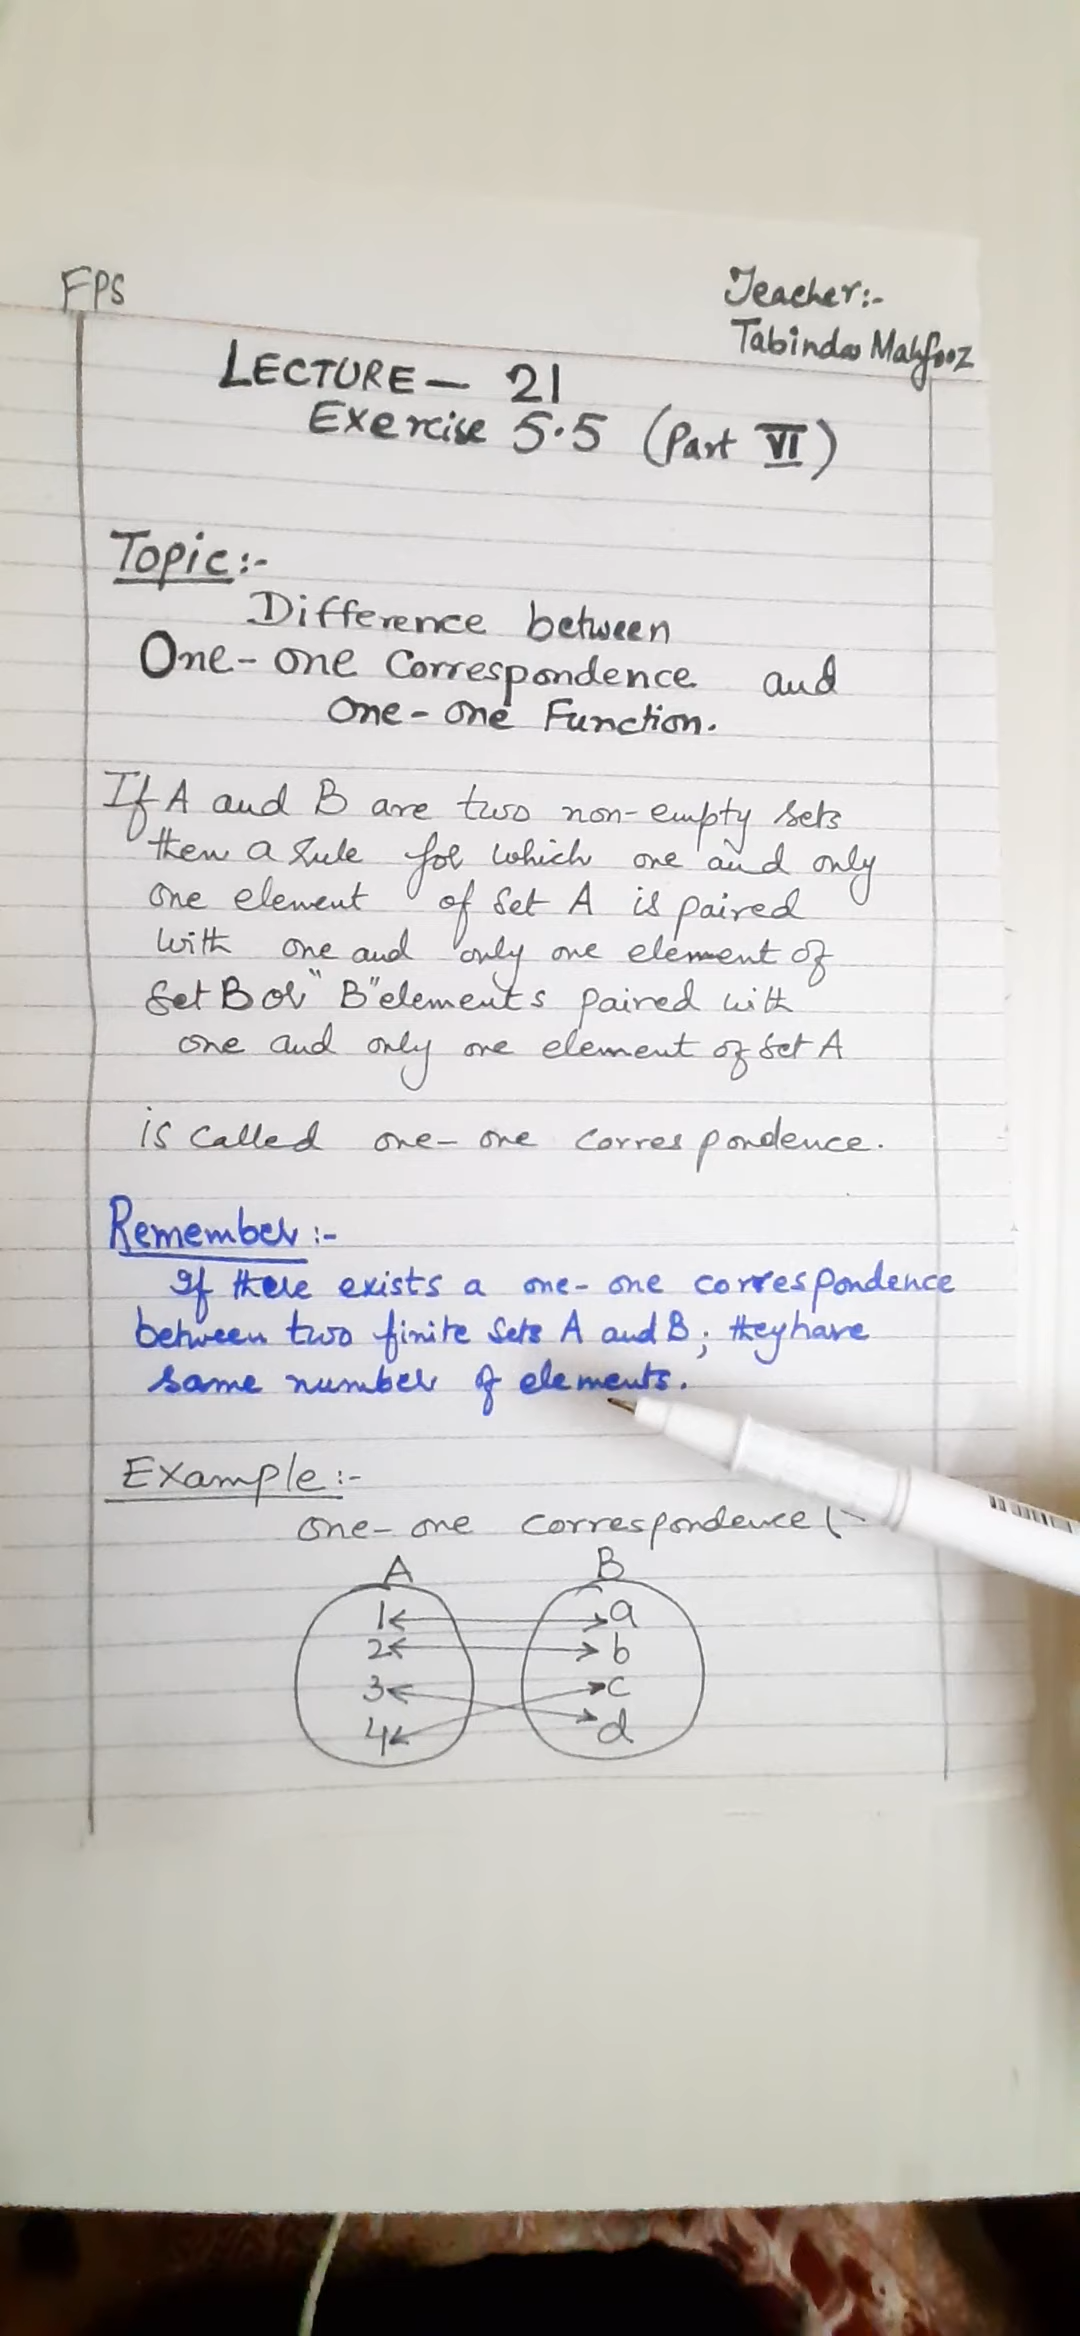 FPS
Teacher:-
Tabinda Mahfooz
LECTURE - 21
Exercise 5.5 (Part VI)
Topic:-
Difference between
One-one Correspondence and
one-one Function.
If A and B are two non-empty sets
then a rule for which one and only
one element of Set A is paired
with one and only one element of
Set B or "B" elements paired with
one and only one element of Set A
is called one-one correspondence.
Remember:-
If there exists a one-one correspondence
between two finite sets A and B; they have
same number of elements.
Example:-
one-one correspondence (
A B
1 a
2 b
3 c
4 d